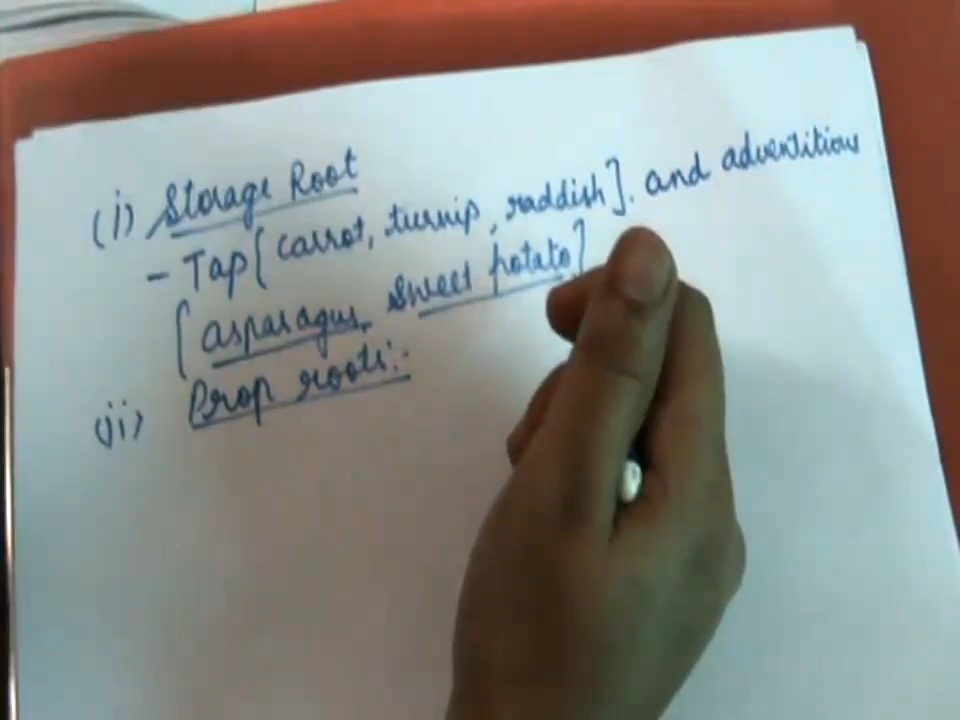 (i) Storage Root
- Tap [carrot, turnip, raddish]. and adventitious
[asparagus, sweet potato]
(ii) Prop roots:-